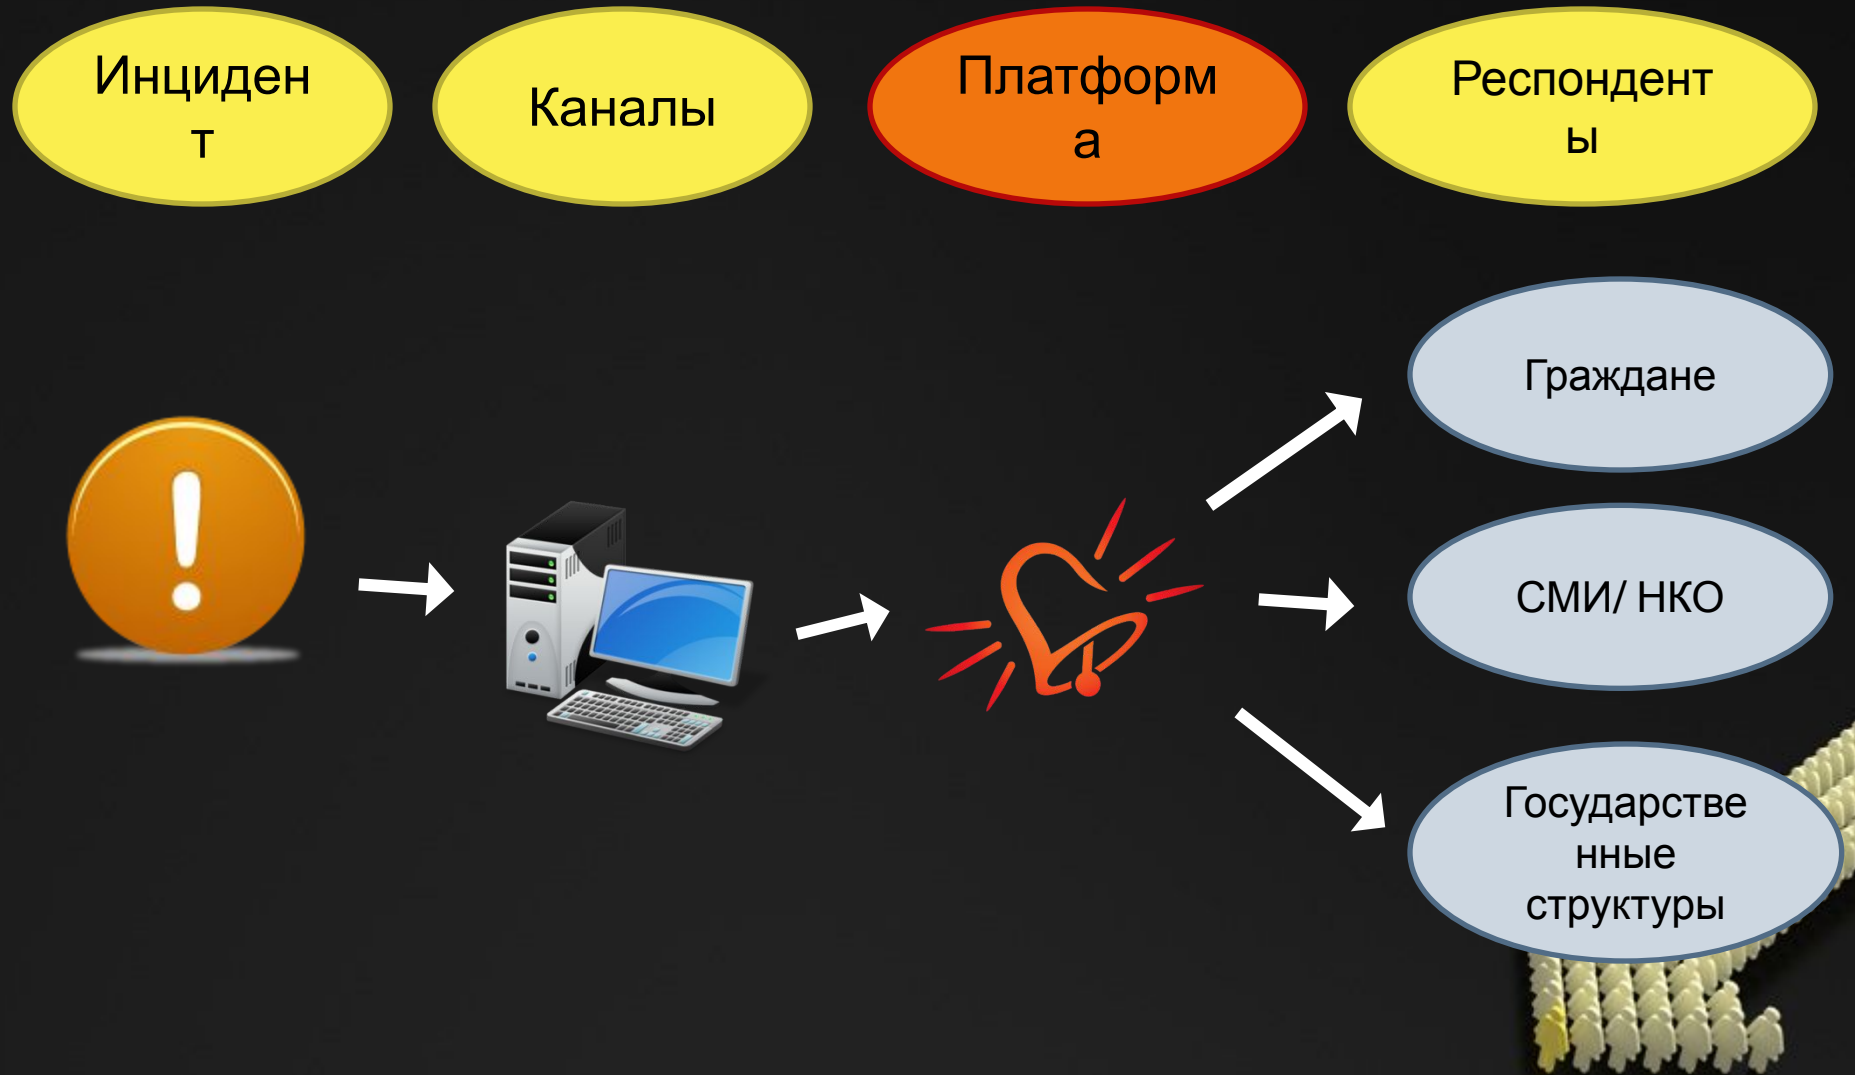 Инциден
т
Каналы
Платформ
а
Респондент
ы
Граждане
СМИ/ НКО
Государстве
нные
структуры